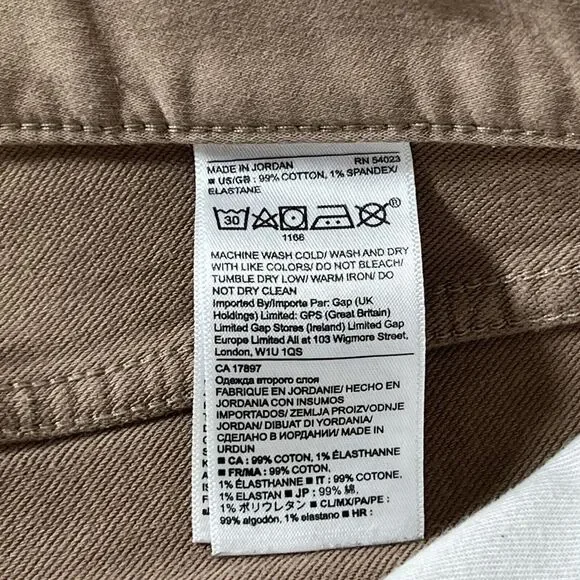 MADE IN JORDAN RN 54023
■ US/GB: 99% COTTON, 1% SPANDEX/
ELASTANE
30 ®
1168
MACHINE WASH COLD/ WASH AND DRY
WITH LIKE COLORS/ DO NOT BLEACH/
TUMBLE DRY LOW/ WARM IRON/ DO
NOT DRY CLEAN
Imported By/Importe Par: Gap (UK
Holdings) Limited: GPS (Great Britain)
Limited Gap Stores (Ireland) Limited Gap
Europe Limited All at 103 Wigmore Street,
London, W1U 1QS
CA 17897
Одежда второго слоя
FABRIQUE EN JORDANIE/ HECHO EN
JORDANIA CON INSUMOS
IMPORTADOS/ ZEMLJA PROIZVODNJE
JORDAN/ DIBUAT DI YORDANIA/
СДЕЛАНО В ИОРДАНИИ/ MADE IN
URDUN
■ CA : 99% COTON, 1% ÉLASTHANNE
■ FR/MA : 99% COTON, 1%
ÉLASTHANNE ■ IT : 99% COTONE,
1% ELASTAN ■ JP : 99% 綿,
1% ポリウレタン ■ CL/MX/PA/PE :
99% algodón, 1% elastano ■ HR :